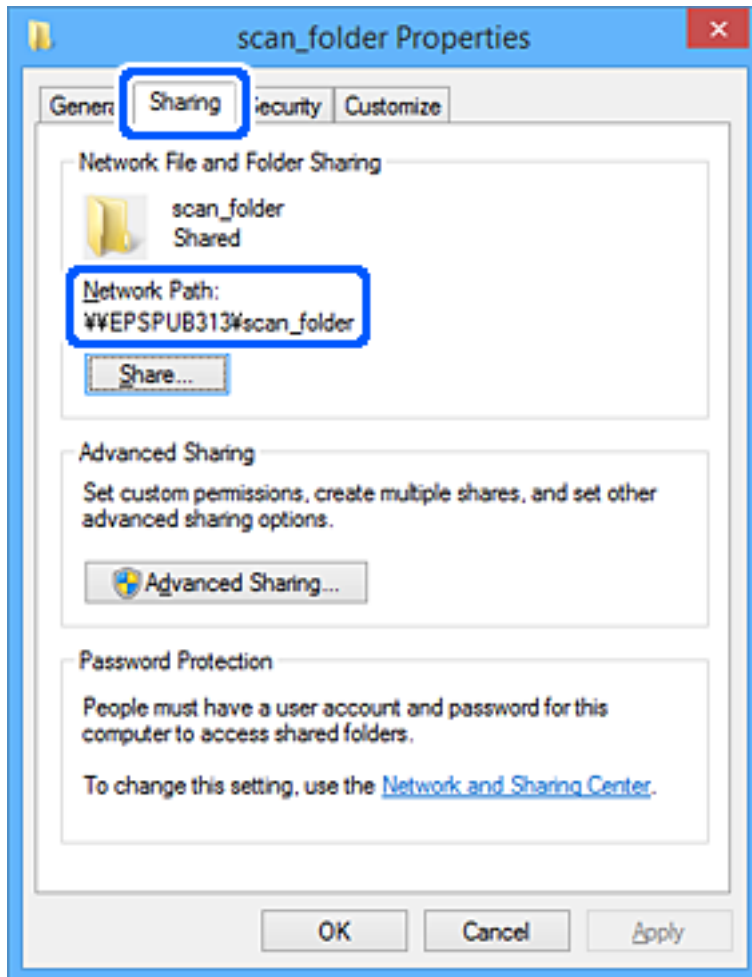 scan_folder Properties
General Sharing Security Customize
Network File and Folder Sharing
scan_folder
Shared
Network Path:
¥¥EPSPUB313¥scan_folder
Share...
Advanced Sharing
Set custom permissions, create multiple shares, and set other
advanced sharing options.
Advanced Sharing...
Password Protection
People must have a user account and password for this
computer to access shared folders.
To change this setting, use the Network and Sharing Center.
OK Cancel Apply